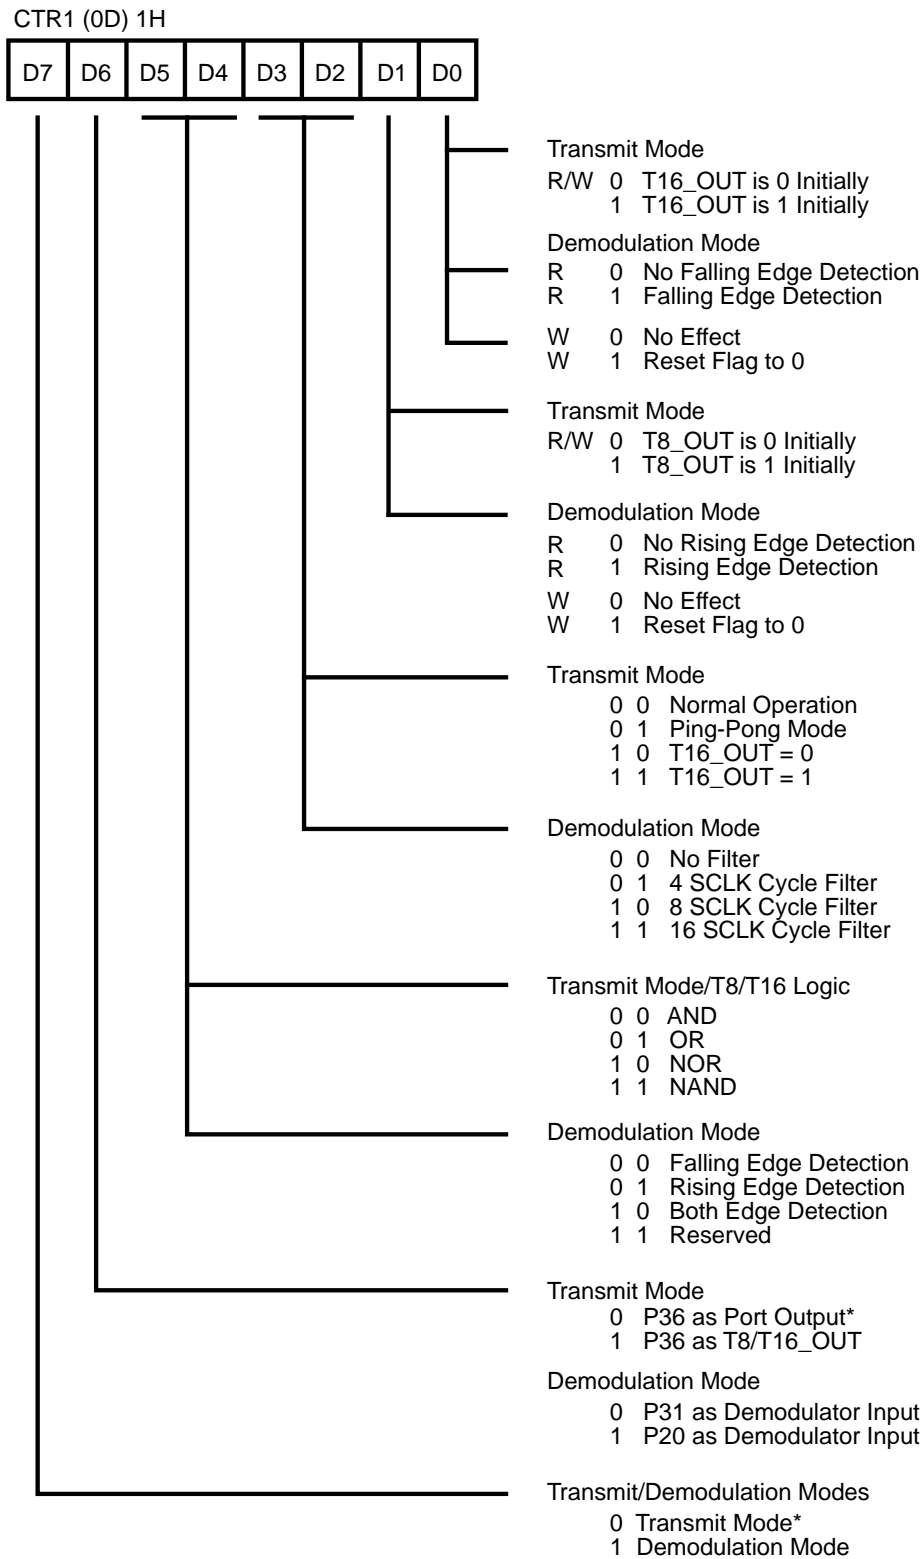 CTR1 (0D) 1H
D7 D6 D5 D4 D3 D2 D1 D0
Transmit Mode
R/W 0 T16_OUT is 0 Initially
1 T16_OUT is 1 Initially
Demodulation Mode
R 0 No Falling Edge Detection
R 1 Falling Edge Detection
W 0 No Effect
W 1 Reset Flag to 0
Transmit Mode
R/W 0 T8_OUT is 0 Initially
1 T8_OUT is 1 Initially
Demodulation Mode
R 0 No Rising Edge Detection
R 1 Rising Edge Detection
W 0 No Effect
W 1 Reset Flag to 0
Transmit Mode
0 0 Normal Operation
0 1 Ping-Pong Mode
1 0 T16_OUT = 0
1 1 T16_OUT = 1
Demodulation Mode
0 0 No Filter
0 1 4 SCLK Cycle Filter
1 0 8 SCLK Cycle Filter
1 1 16 SCLK Cycle Filter
Transmit Mode/T8/T16 Logic
0 0 AND
0 1 OR
1 0 NOR
1 1 NAND
Demodulation Mode
0 0 Falling Edge Detection
0 1 Rising Edge Detection
1 0 Both Edge Detection
1 1 Reserved
Transmit Mode
0 P36 as Port Output*
1 P36 as T8/T16_OUT
Demodulation Mode
0 P31 as Demodulator Input
1 P20 as Demodulator Input
Transmit/Demodulation Modes
0 Transmit Mode*
1 Demodulation Mode